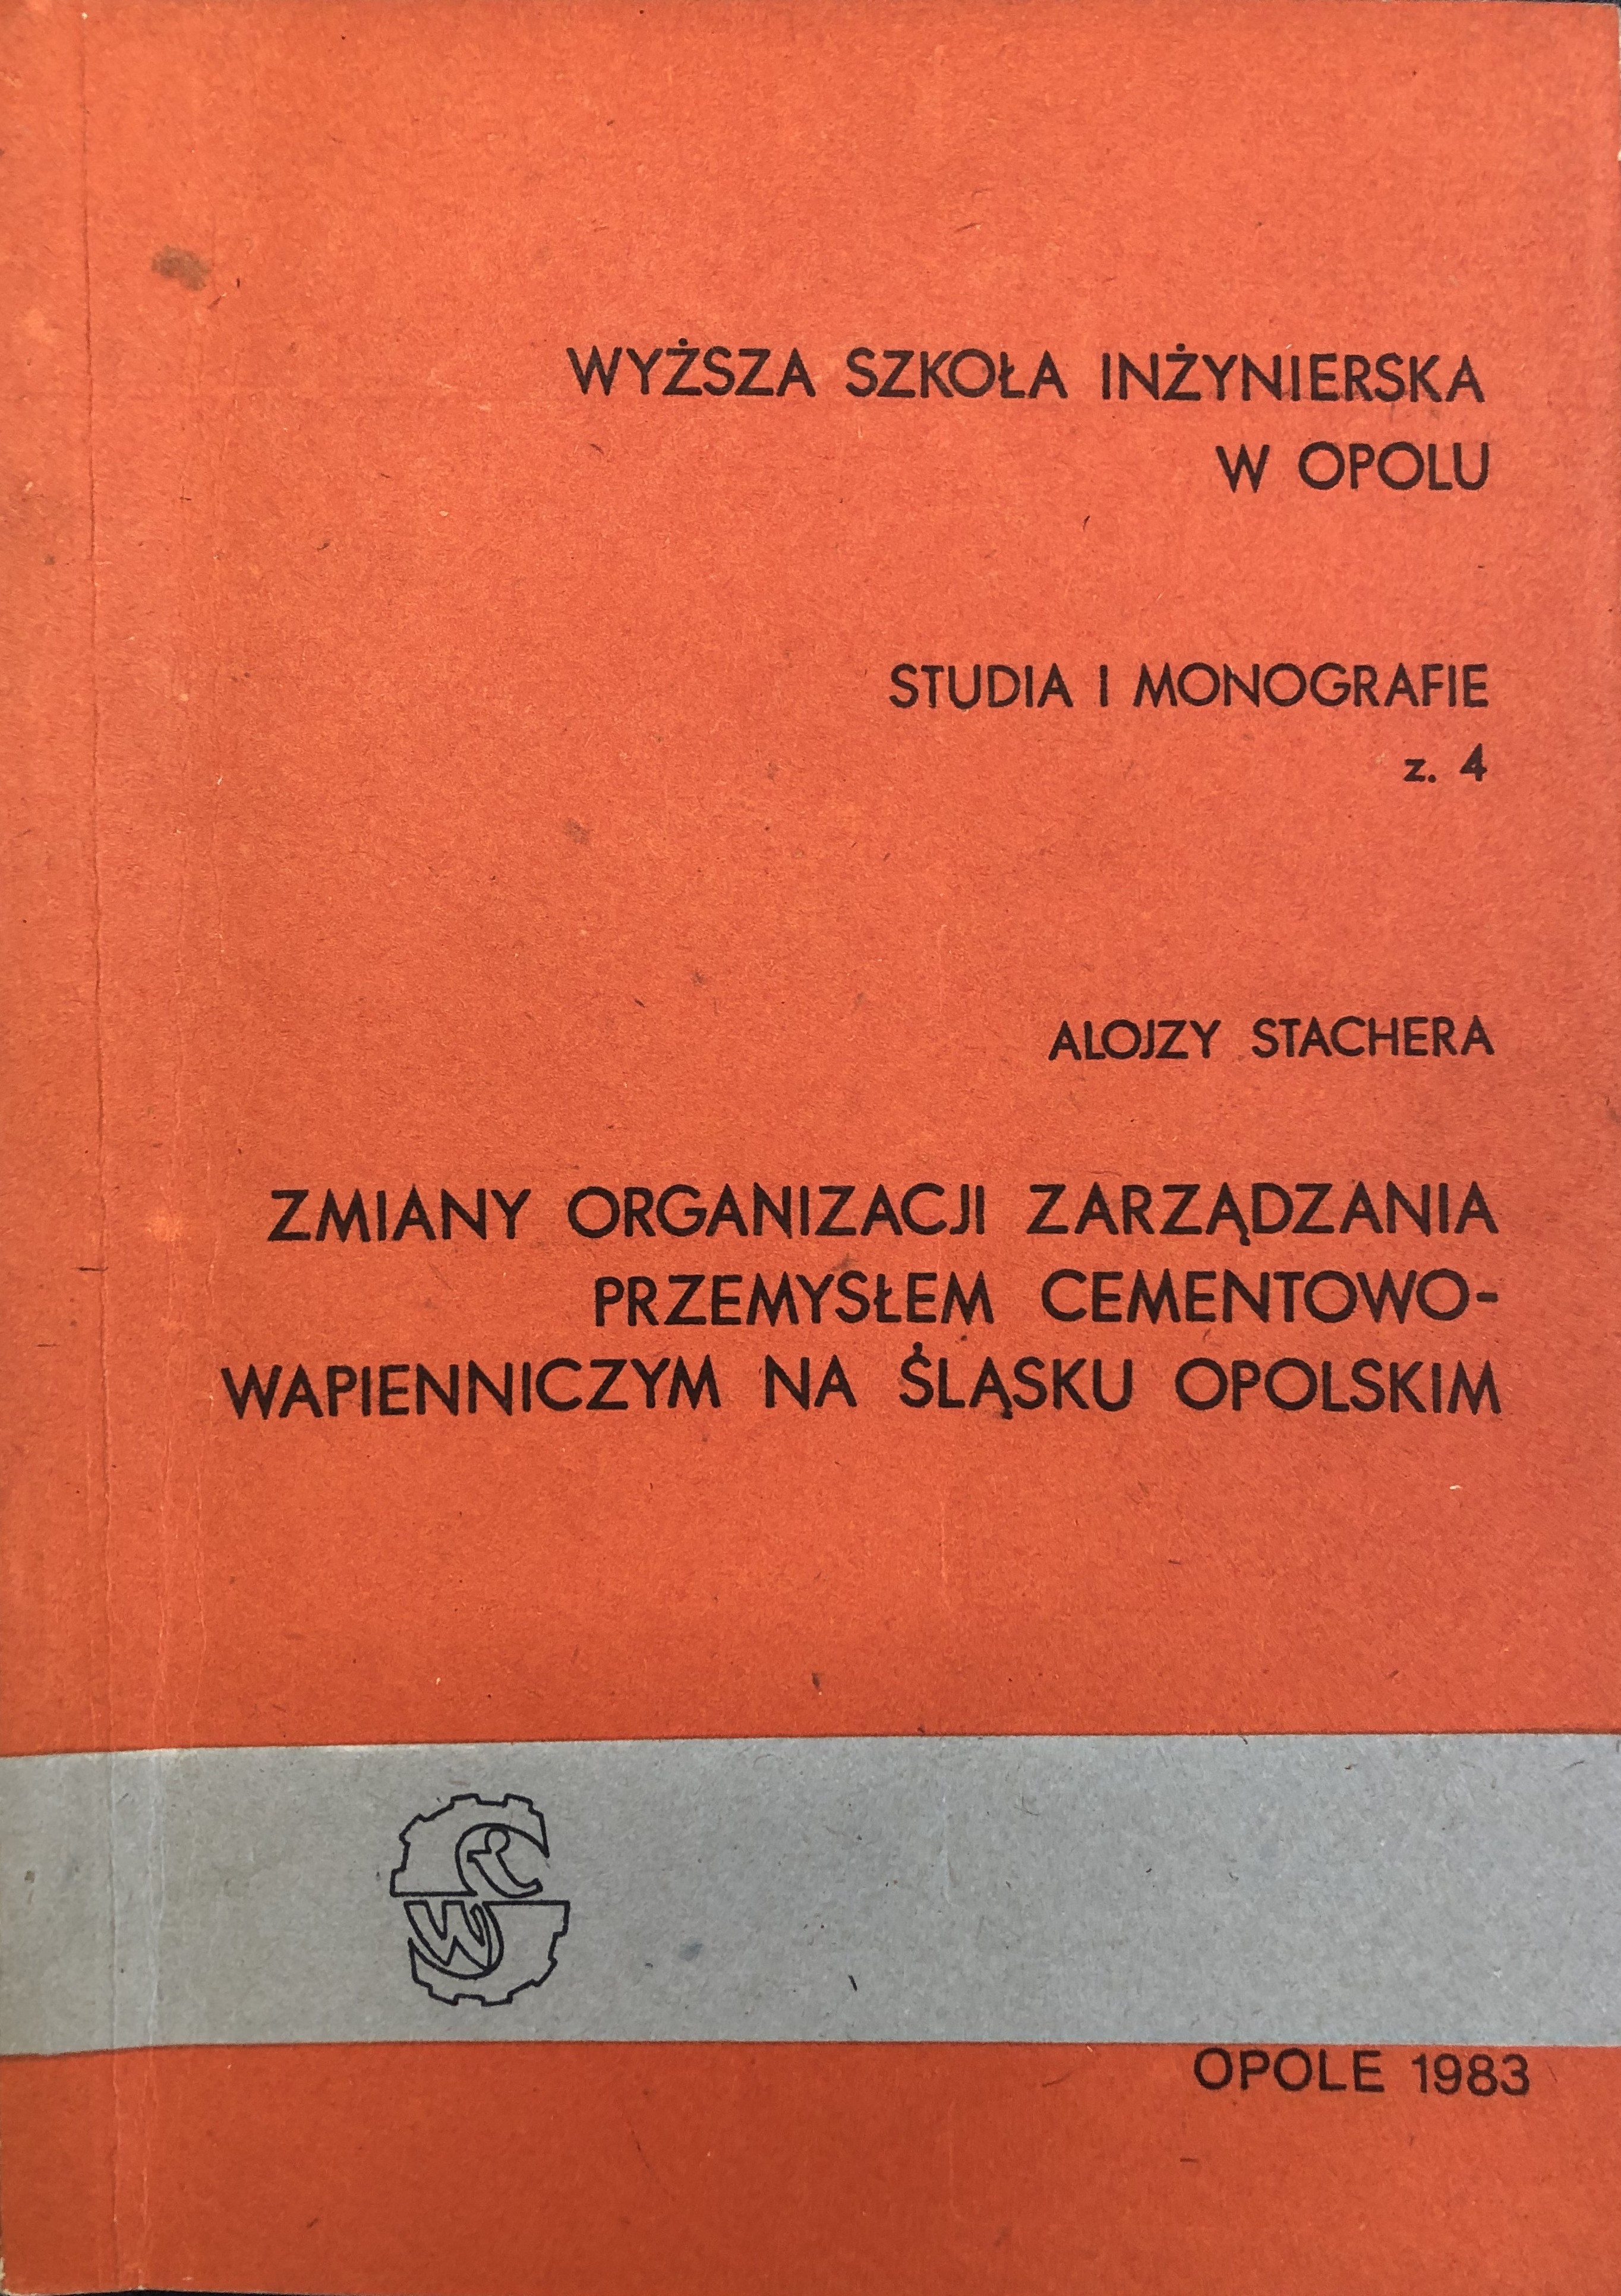 WYŻSZA SZKOŁA INŻYNIERSKA
W OPOLU
STUDIA I MONOGRAFIE
z. 4
ALOJZY STACHERA
ZMIANY ORGANIZACJI ZARZĄDZANIA
PRZEMYSŁEM CEMENTOWO-
WAPIENNICZYM NA ŚLĄSKU OPOLSKIM
OPOLE 1983